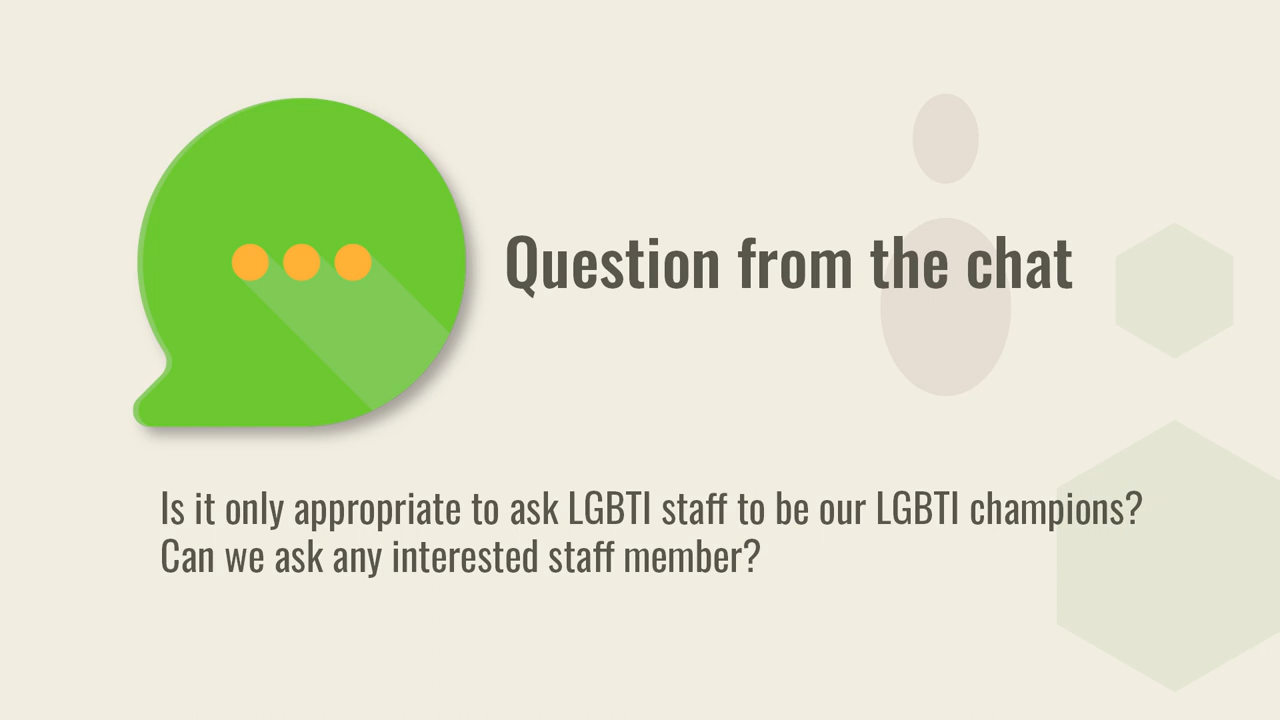 Question from the chat
Is it only appropriate to ask LGBTI staff to be our LGBTI champions?
Can we ask any interested staff member?